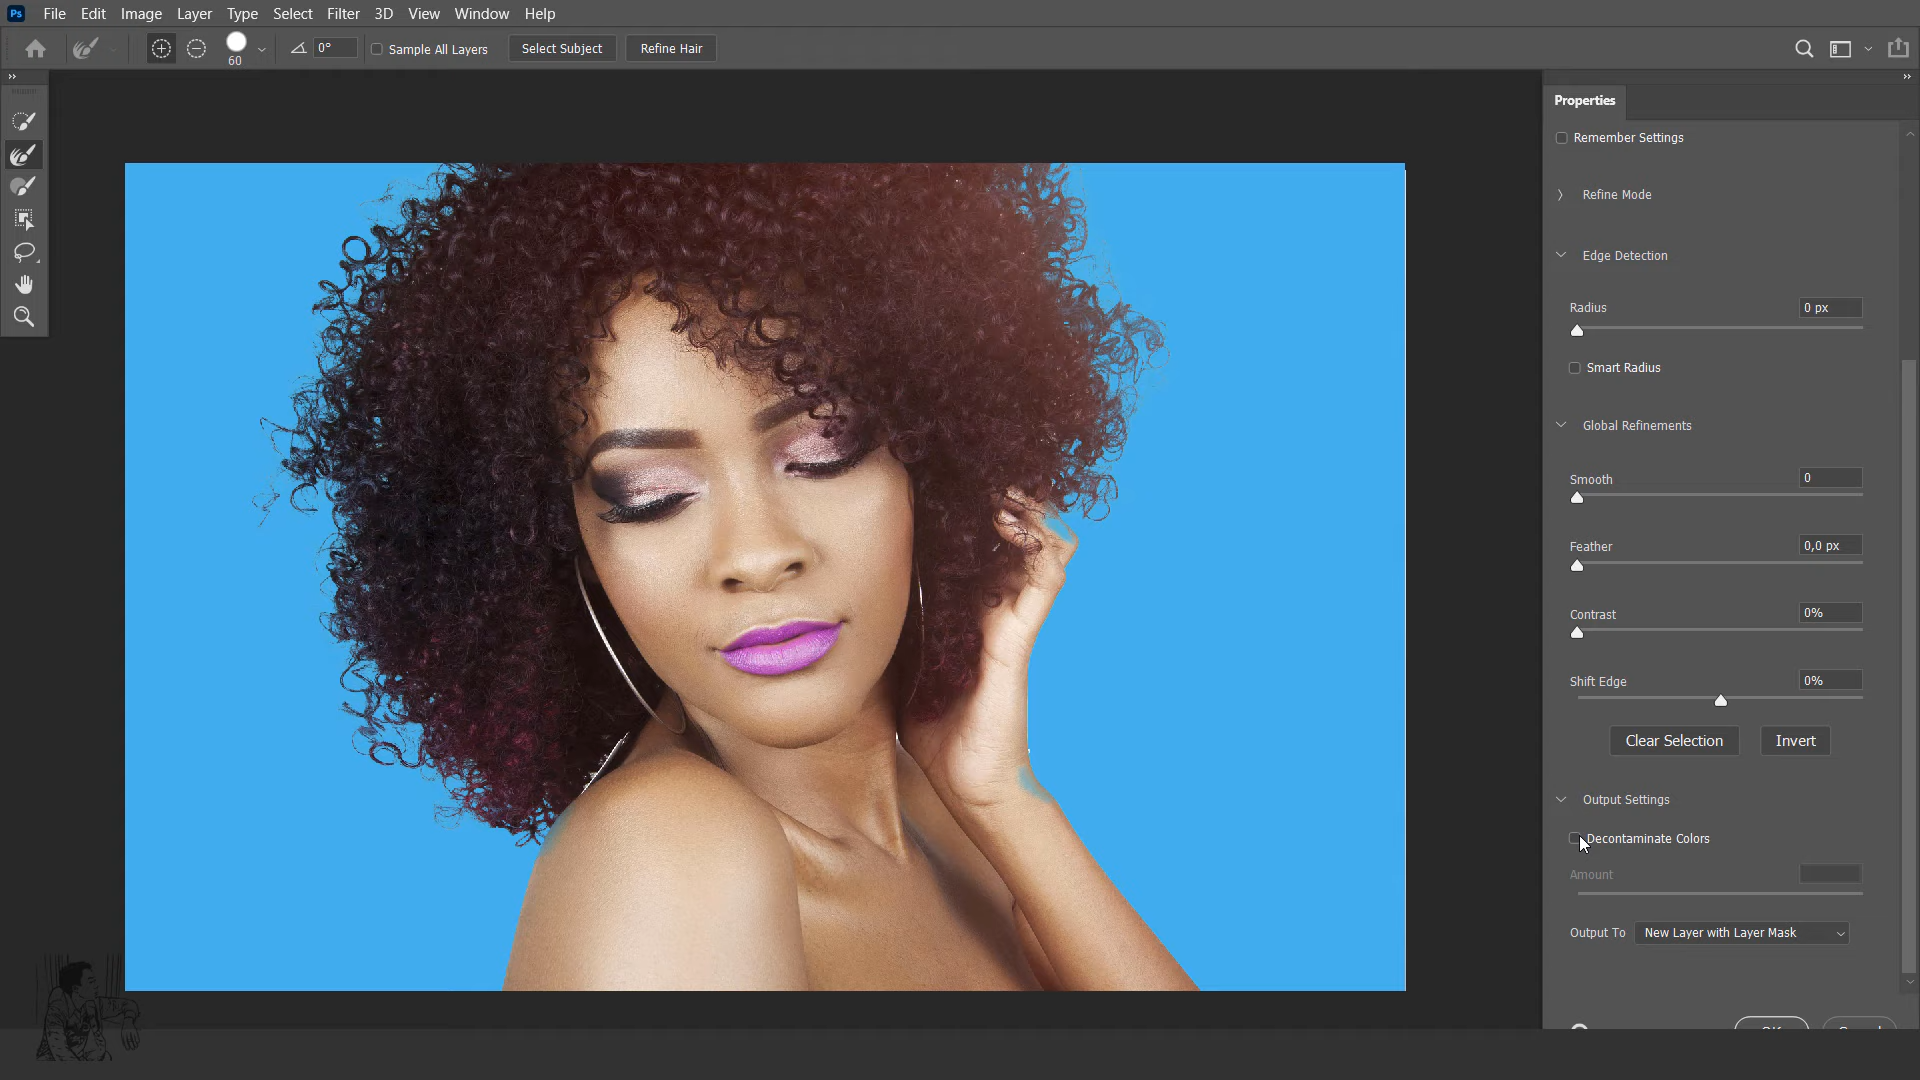 Ps File Edit Image Layer Type Select Filter 3D View Window Help
60 0° Sample All Layers Select Subject Refine Hair
Properties
Remember Settings
Refine Mode
Edge Detection
Radius 0 px
Smart Radius
Global Refinements
Smooth 0
Feather 0,0 px
Contrast 0%
Shift Edge 0%
Clear Selection Invert
Output Settings
Decontaminate Colors
Amount
Output To New Layer with Layer Mask